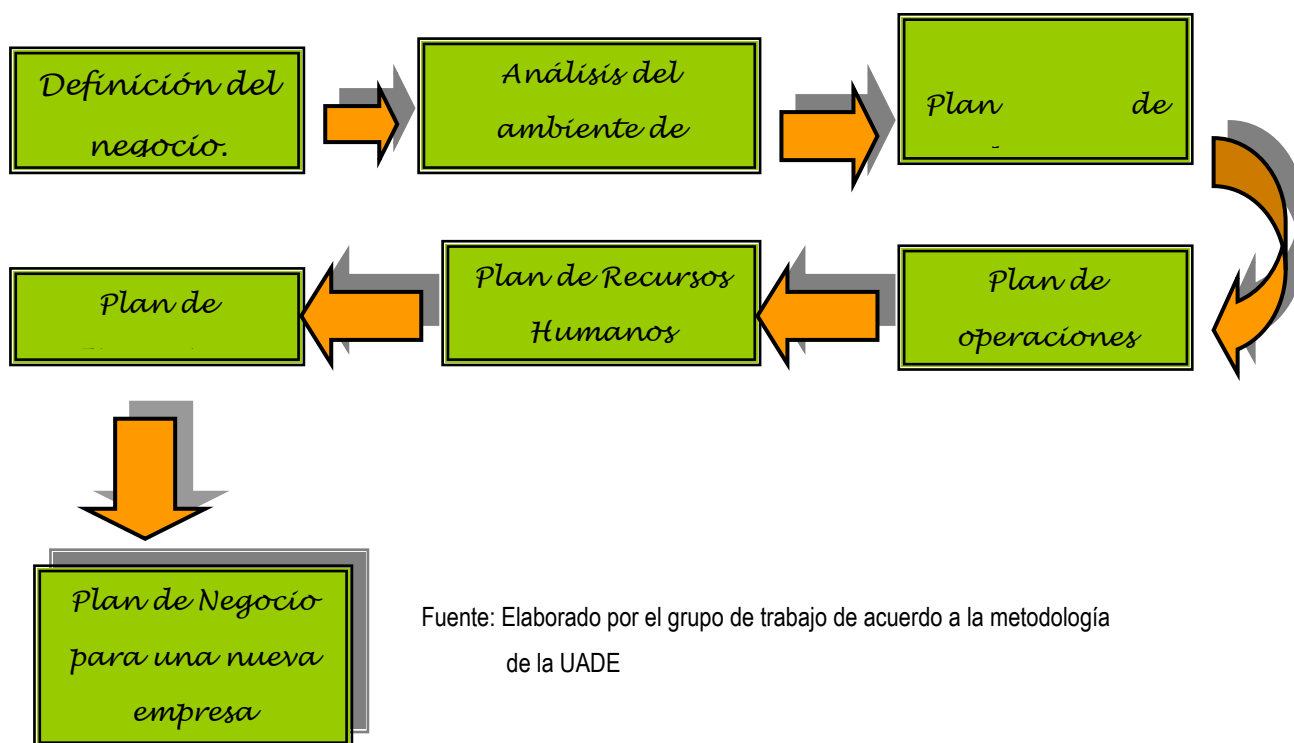 Definición del
negocio.
Análisis del
ambiente de
Plan de
Plan de
operaciones
Plan de Recursos
Humanos
Plan de
Plan de Negocio
para una nueva
empresa
Fuente: Elaborado por el grupo de trabajo de acuerdo a la metodología
de la UADE